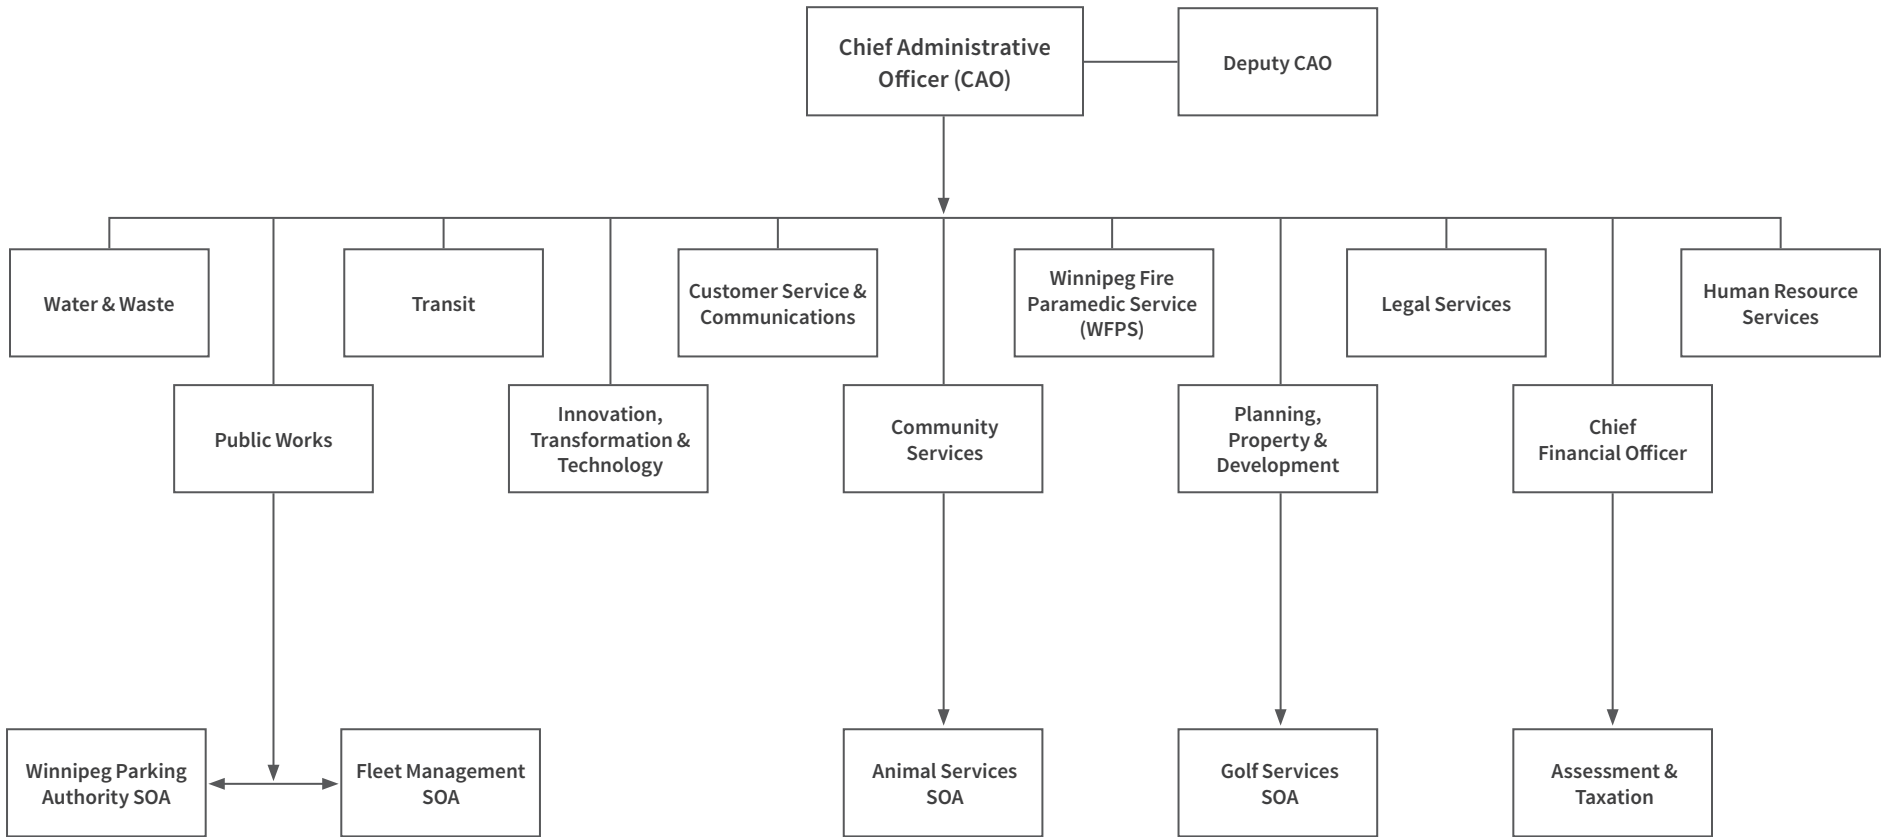 Chief Administrative
Officer (CAO)
Deputy CAO
Water & Waste
Transit
Customer Service &
Communications
Winnipeg Fire
Paramedic Service
(WFPS)
Legal Services
Human Resource
Services
Public Works
Innovation,
Transformation &
Technology
Community
Services
Planning,
Property &
Development
Chief
Financial Officer
Winnipeg Parking
Authority SOA
Fleet Management
SOA
Animal Services
SOA
Golf Services
SOA
Assessment &
Taxation